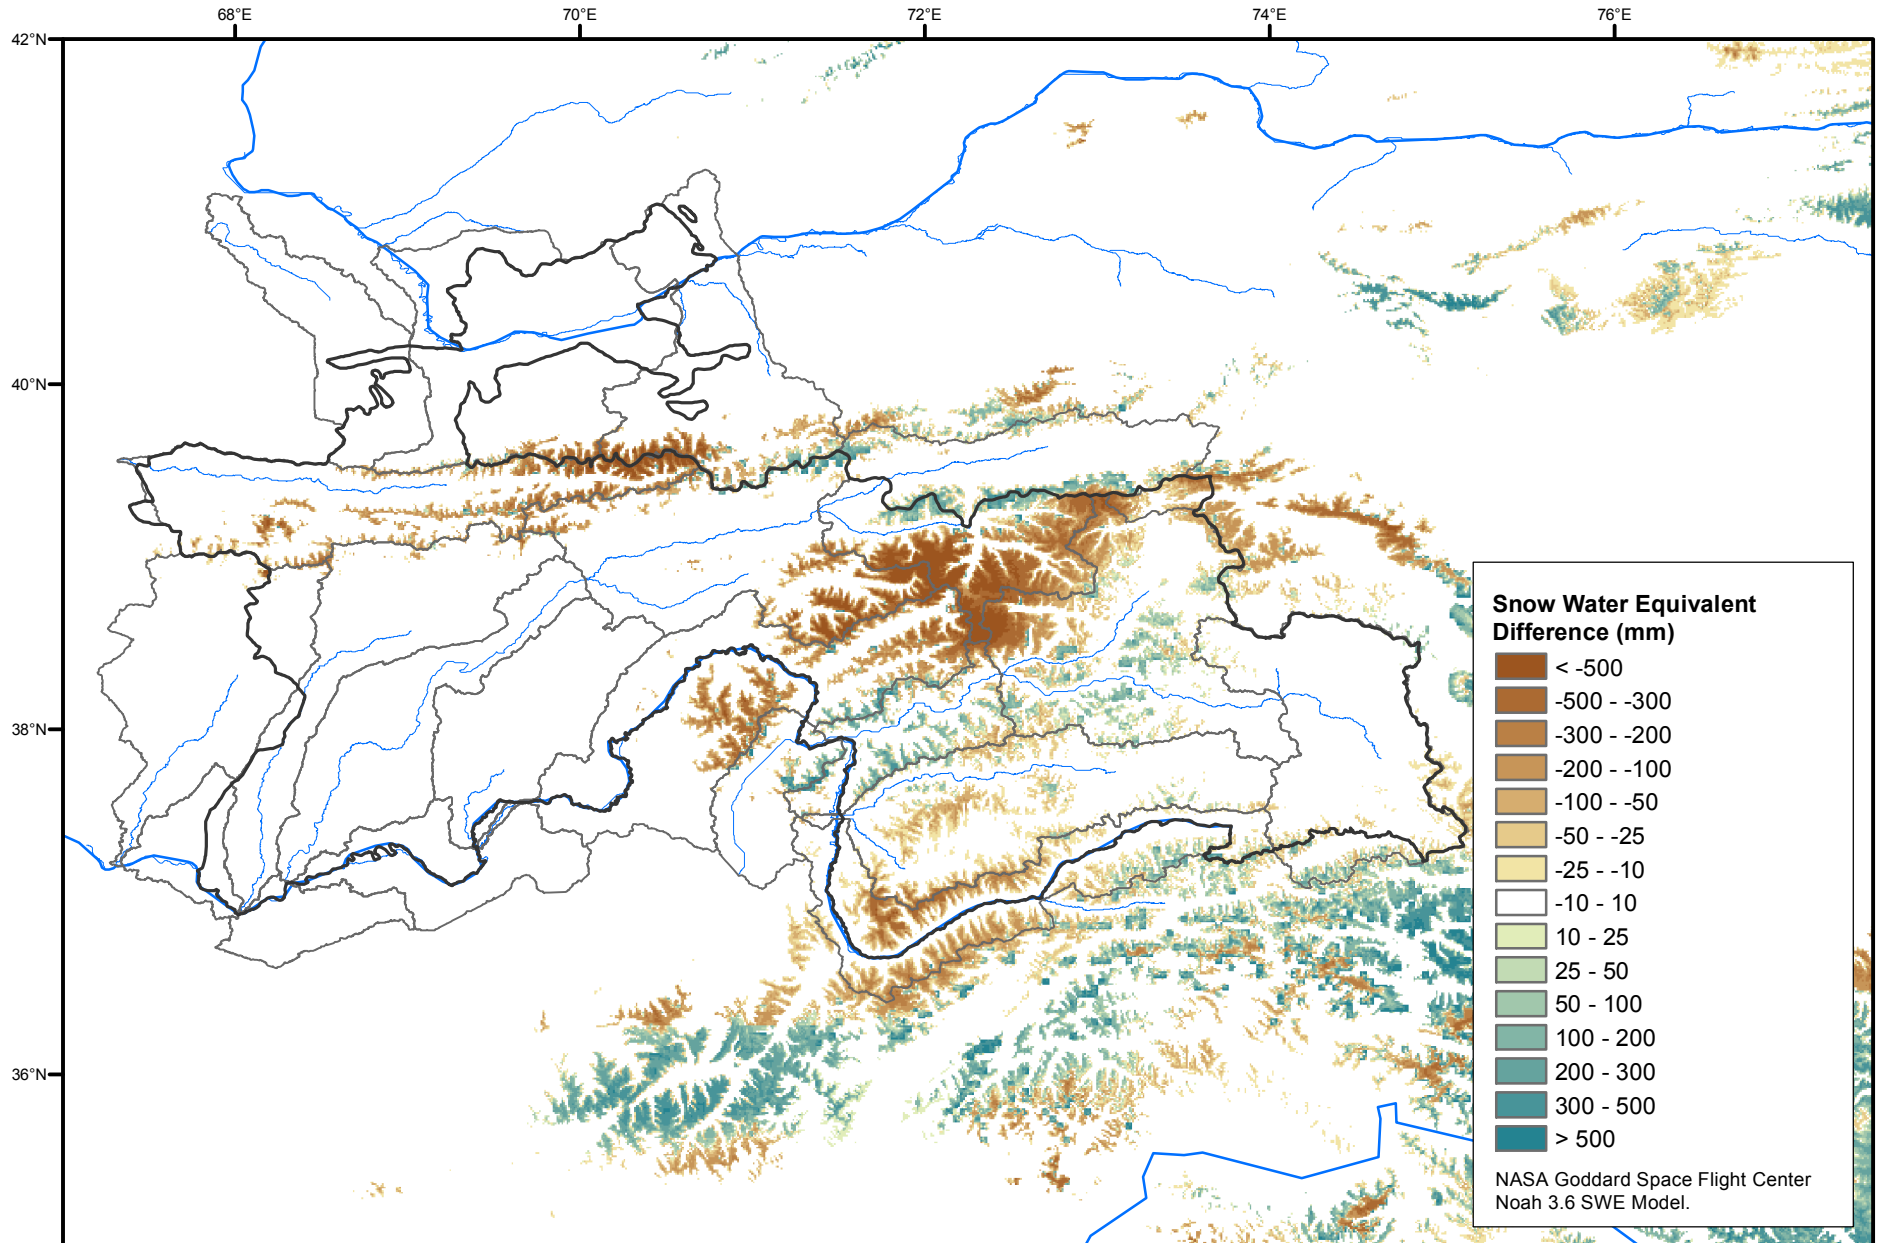 68°E
70°E
72°E
74°E
76°E
42°N
40°N
38°N
36°N
Snow Water Equivalent
Difference (mm)
< -500
-500 - -300
-300 - -200
-200 - -100
-100 - -50
-50 - -25
-25 - -10
-10 - 10
10 - 25
25 - 50
50 - 100
100 - 200
200 - 300
300 - 500
> 500
NASA Goddard Space Flight Center
Noah 3.6 SWE Model.